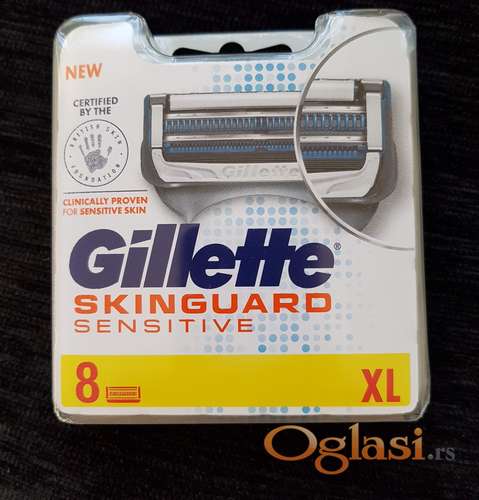 NEW
CERTIFIED
BY THE
BRITISH SKIN
FOUNDATION
CLINICALLY PROVEN
FOR SENSITIVE SKIN
Gillette
Gillette®
SKINGUARD
SENSITIVE
8 XL
Oglasi.rs